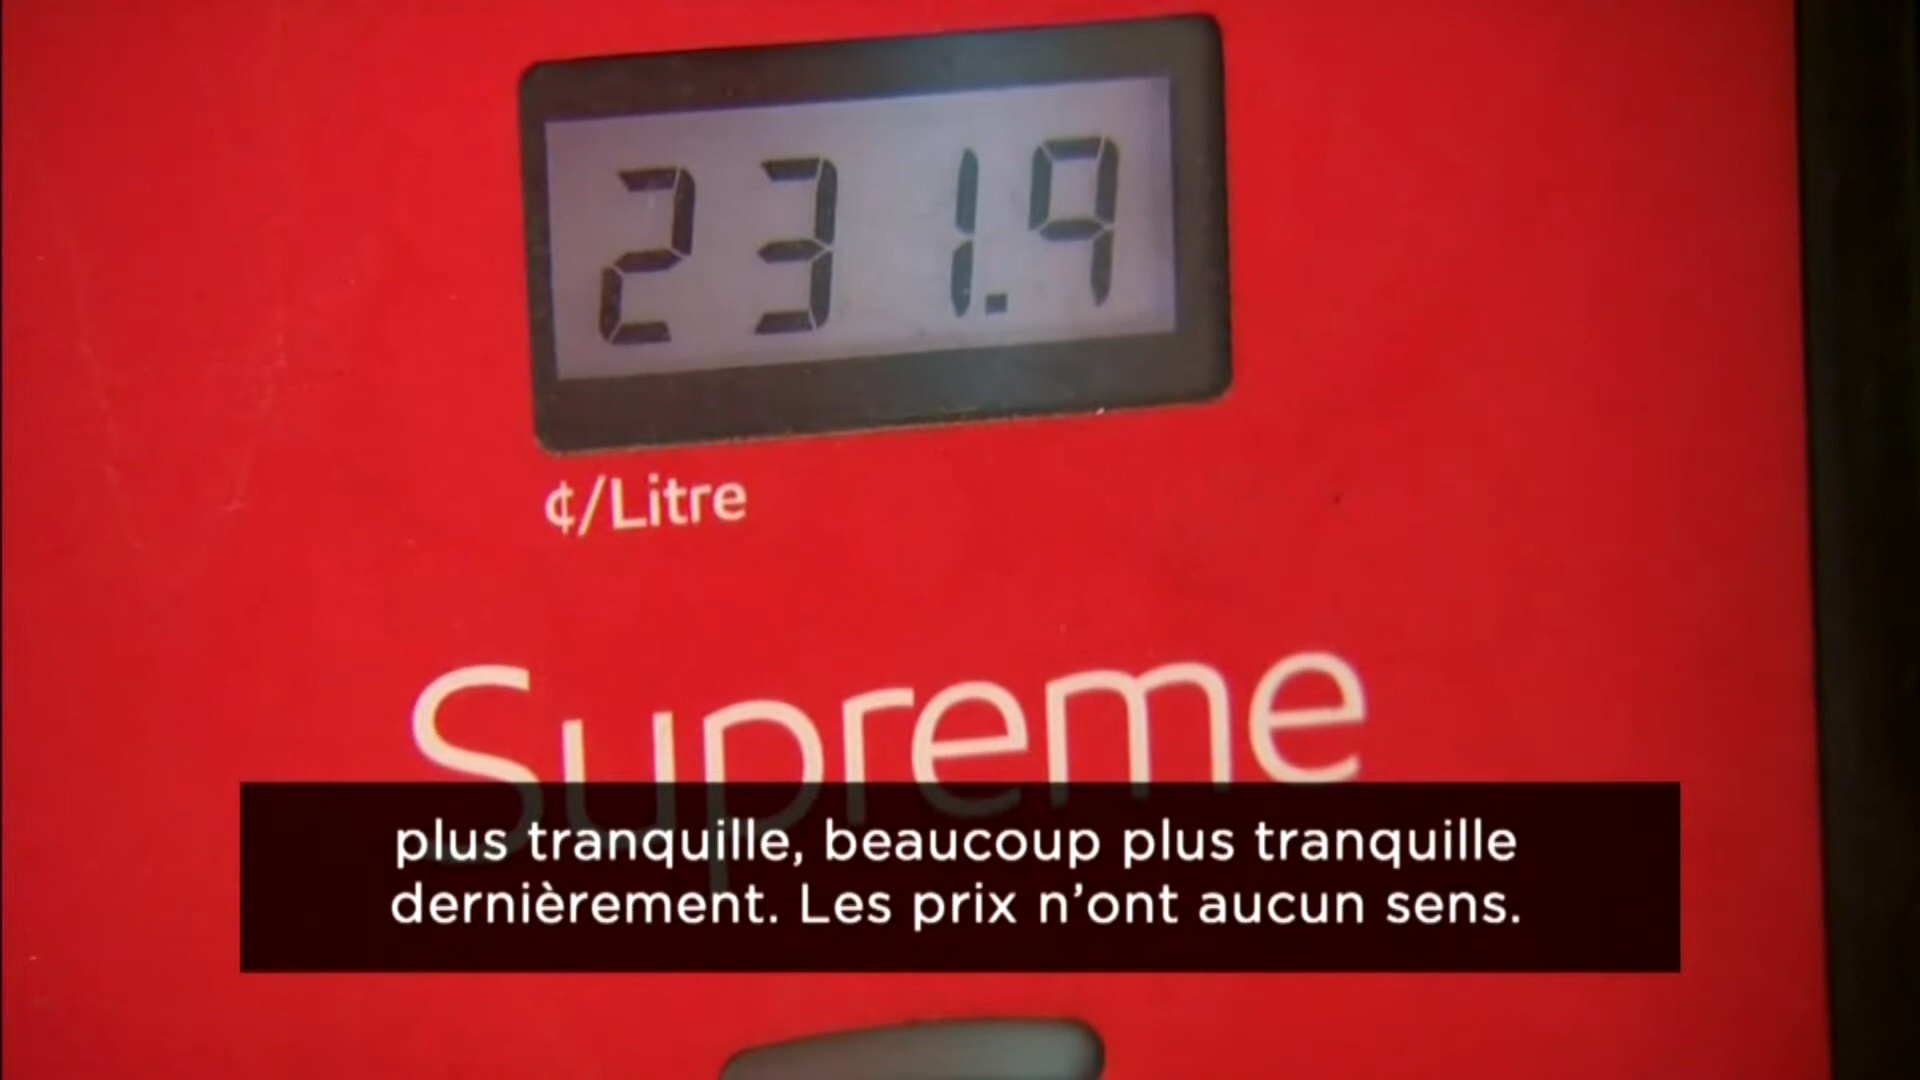 231.9
¢/Litre
Supreme
plus tranquille, beaucoup plus tranquille
dernièrement. Les prix n’ont aucun sens.